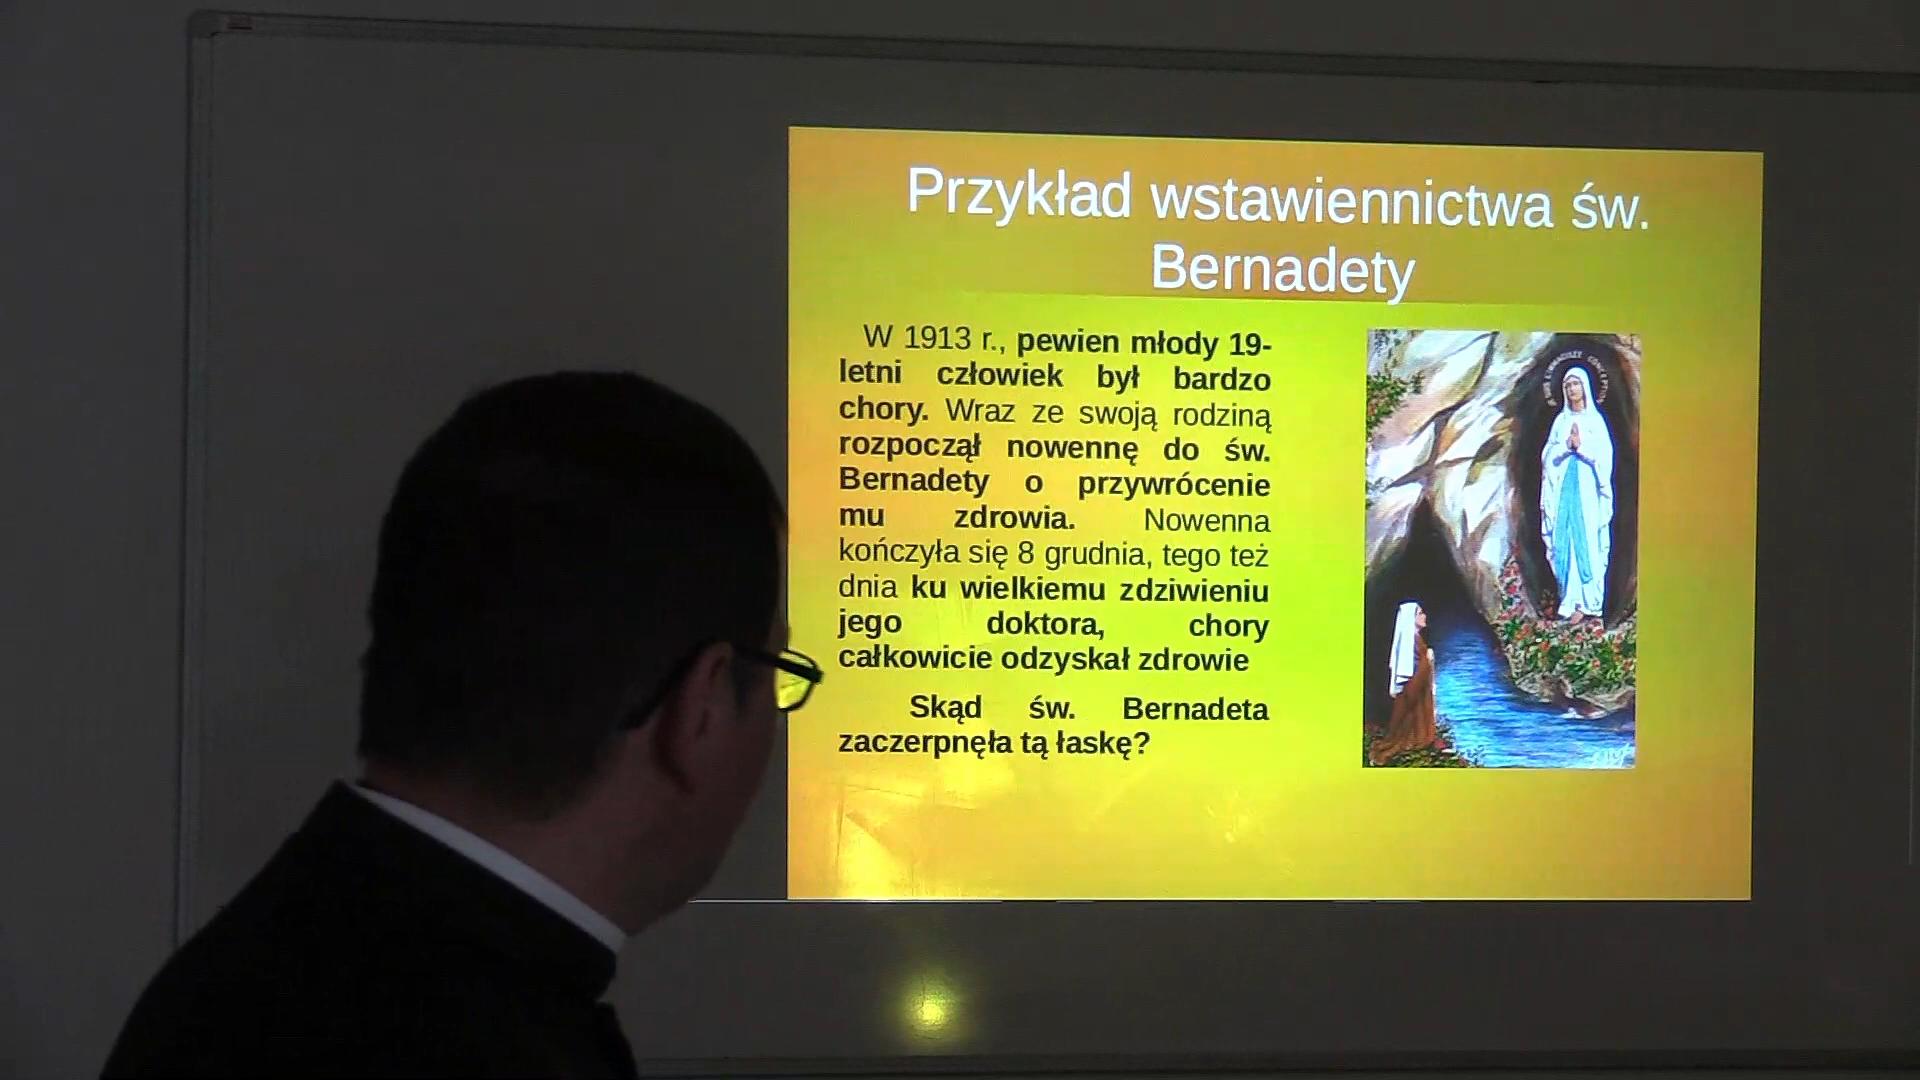 Przykład wstawiennictwa św.
Bernadety
W 1913 r., pewien młody 19-
letni człowiek był bardzo
chory. Wraz ze swoją rodziną
rozpoczął nowennę do św.
Bernadety o przywrócenie
mu zdrowia. Nowenna
kończyła się 8 grudnia, tego też
dnia ku wielkiemu zdziwieniu
jego doktora, chory
całkowicie odzyskał zdrowie
Skąd św. Bernadeta
zaczerpnęła tą łaskę?